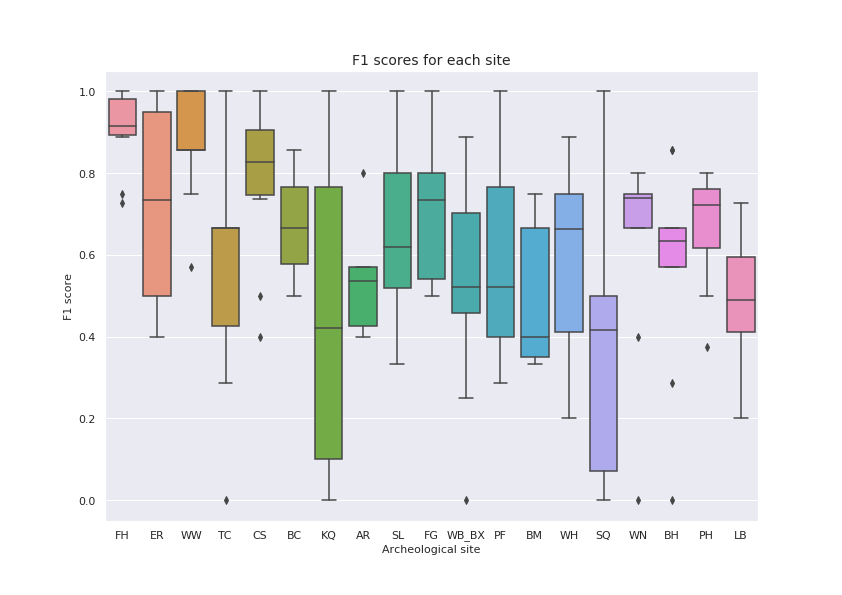 F1 scores for each site
F1 score
1.0
0.8
0.6
0.4
0.2
0.0
FH ER WW TC CS BC KQ AR SL FG WB_BX PF BM WH SQ WN BH PH LB
Archeological site